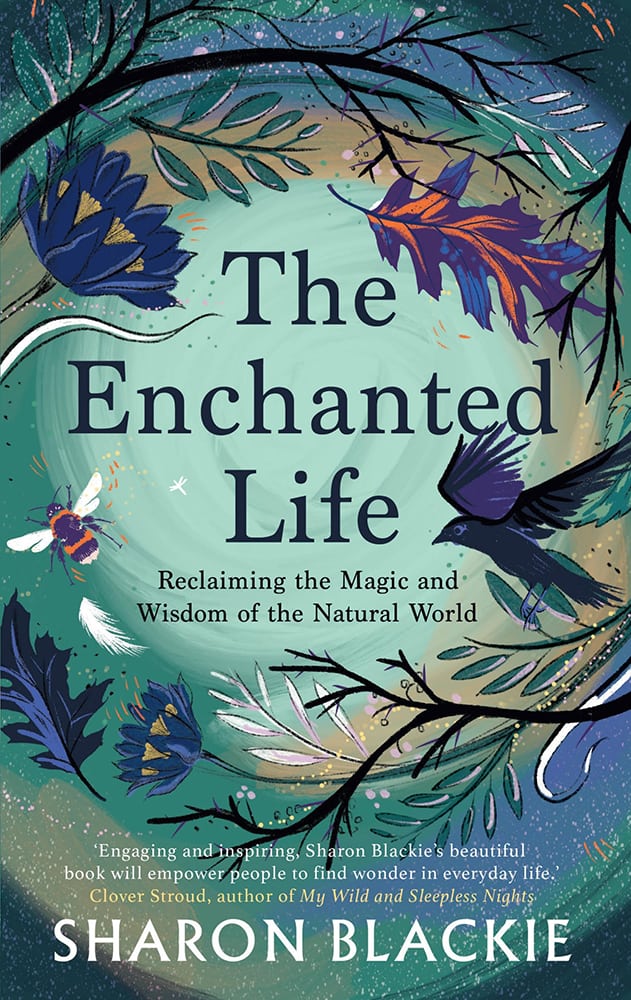 The
Enchanted
Life
Reclaiming the Magic and
Wisdom of the Natural World
‘Engaging and inspiring, Sharon Blackie’s beautiful
book will empower people to find wonder in everyday life.’
Clover Stroud, author of My Wild and Sleepless Nights
SHARON BLACKIE